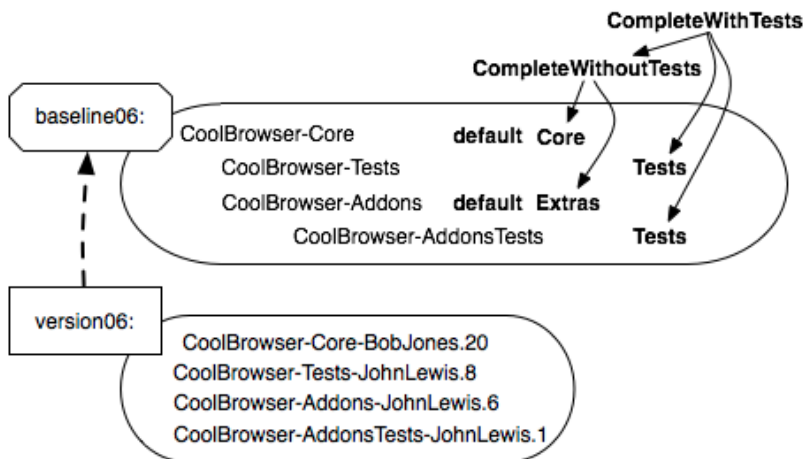 CompleteWithTests
CompleteWithoutTests
baseline06:
CoolBrowser-Core default Core
CoolBrowser-Tests Tests
CoolBrowser-Addons default Extras
CoolBrowser-AddonsTests Tests
version06:
CoolBrowser-Core-BobJones.20
CoolBrowser-Tests-JohnLewis.8
CoolBrowser-Addons-JohnLewis.6
CoolBrowser-AddonsTests-JohnLewis.1